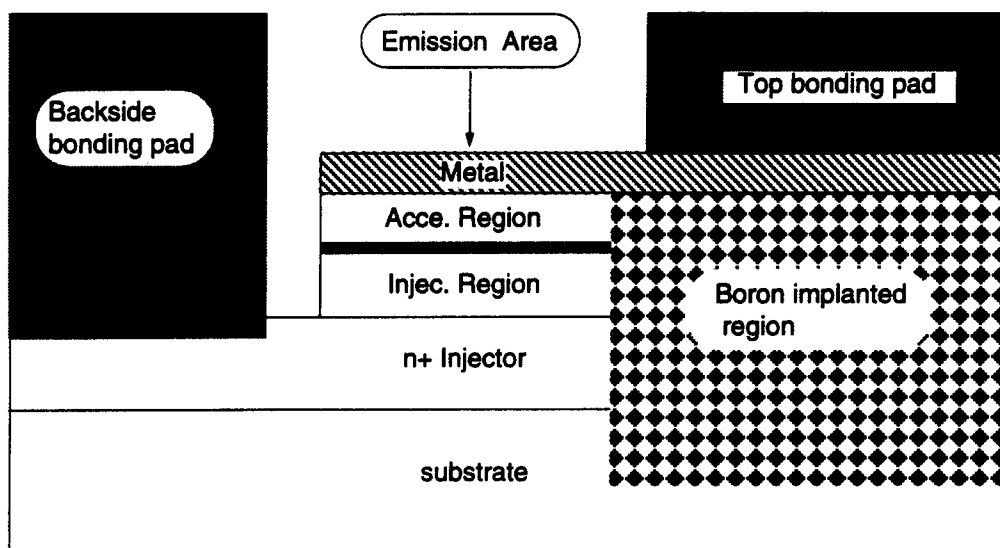 Emission Area
Backside
bonding pad
Top bonding pad
Metal
Acce. Region
Injec. Region
Boron implanted
region
n+ Injector
substrate